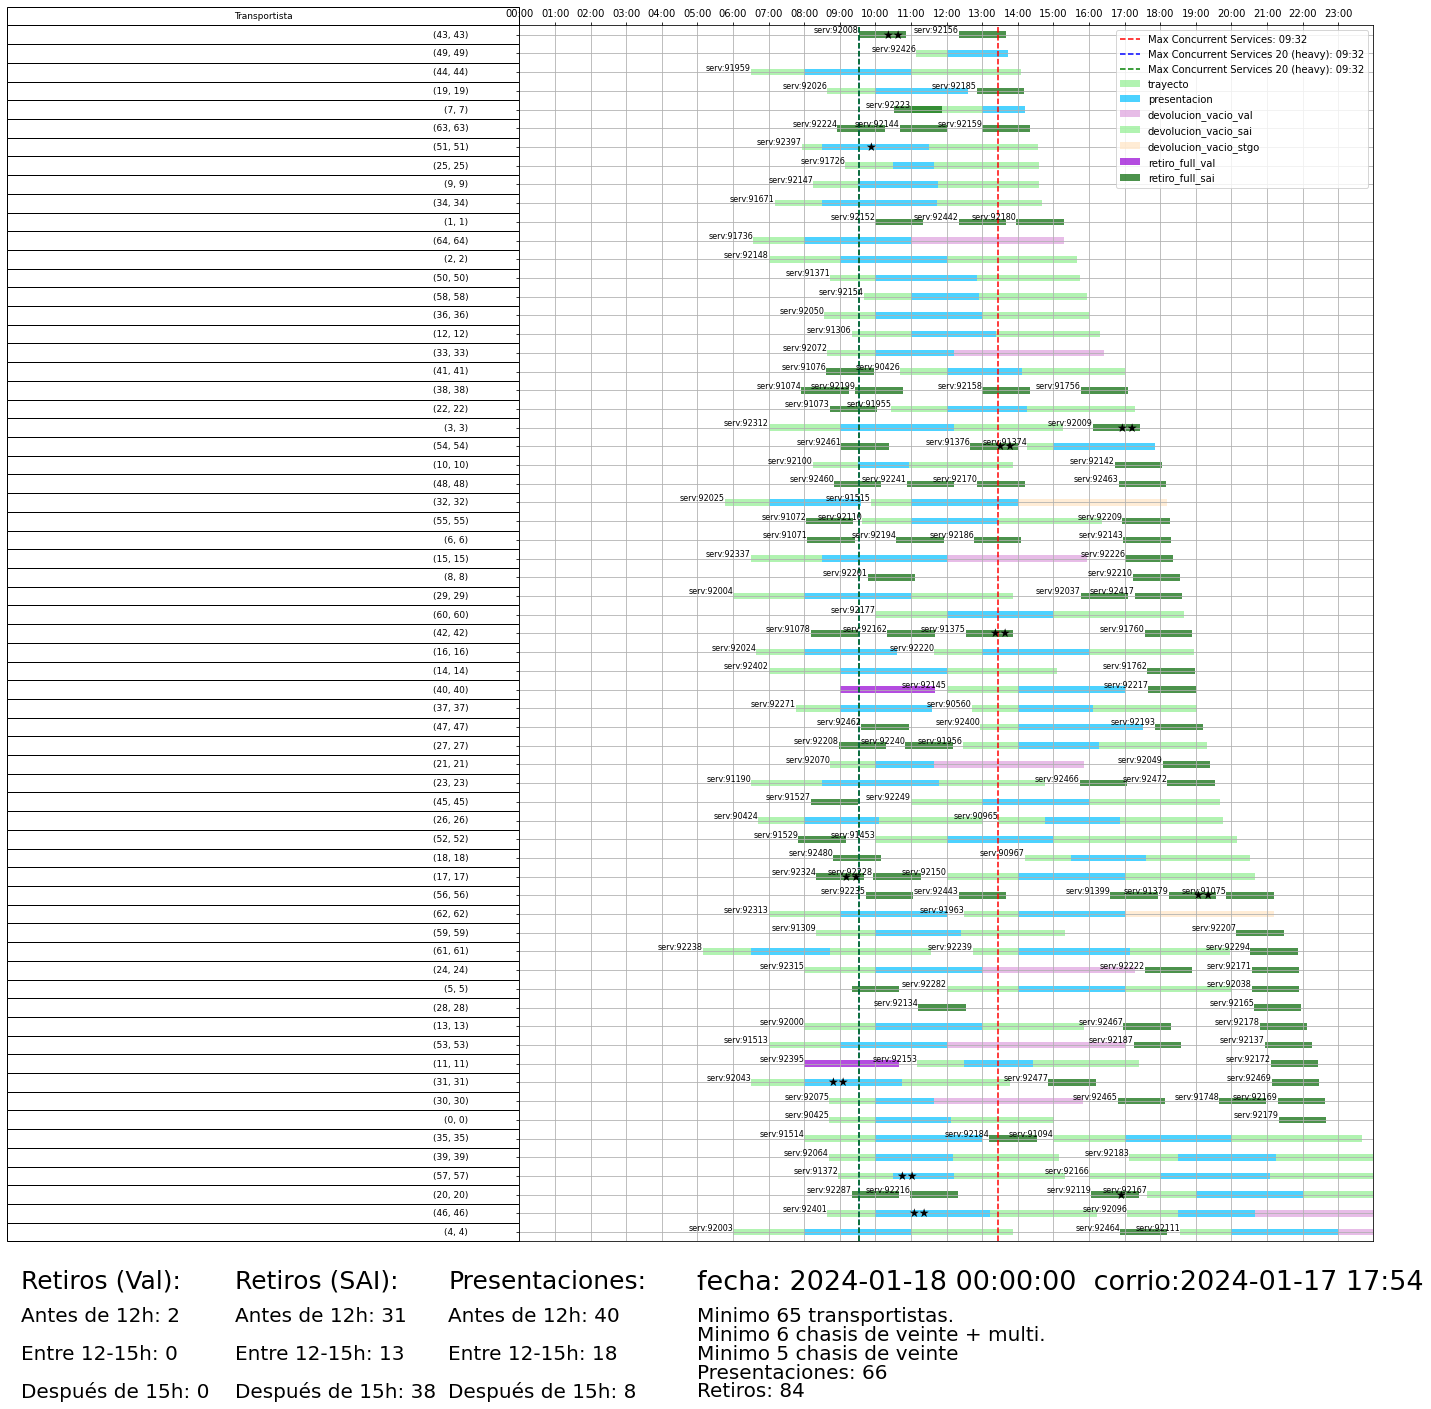 Transportista
00:00 01:00 02:00 03:00 04:00 05:00 06:00 07:00 08:00 09:00 10:00 11:00 12:00 13:00 14:00 15:00 16:00 17:00 18:00 19:00 20:00 21:00 22:00 23:00
Max Concurrent Services: 09:32
Max Concurrent Services 20 (heavy): 09:32
Max Concurrent Services 20 (heavy): 09:32
trayecto
presentacion
devolucion_vacio_val
devolucion_vacio_sai
devolucion_vacio_stgo
retiro_full_val
retiro_full_sai
(43, 43) serv:92008 serv:92156
(49, 49) serv:92426
(44, 44) serv:91959
(19, 19) serv:92026 serv:92185
(7, 7) serv:92223
(63, 63) serv:92224 serv:92144 serv:92159
(51, 51) serv:92397
(25, 25) serv:91726
(9, 9) serv:92147
(34, 34) serv:91671
(1, 1) serv:92152 serv:92442 serv:92180
(64, 64) serv:91736
(2, 2) serv:92148
(50, 50) serv:91371
(58, 58) serv:92154
(36, 36) serv:92050
(12, 12) serv:91306
(33, 33) serv:92072
(41, 41) serv:91076 serv:90426
(38, 38) serv:91074 serv:92199 serv:92158 serv:91756
(22, 22) serv:91073 serv:91955
(3, 3) serv:92312 serv:92009
(54, 54) serv:92461 serv:91376 serv:91374
(10, 10) serv:92100 serv:92142
(48, 48) serv:92460 serv:92241 serv:92170 serv:92463
(32, 32) serv:92025 serv:91515
(55, 55) serv:91072 serv:92110 serv:92209
(6, 6) serv:91071 serv:92194 serv:92186 serv:92143
(15, 15) serv:92337 serv:92226
(8, 8) serv:92201 serv:92210
(29, 29) serv:92004 serv:92037 serv:92417
(60, 60) serv:92177
(42, 42) serv:91078 serv:92162 serv:91375 serv:91760
(16, 16) serv:92024 serv:92220
(14, 14) serv:92402 serv:91762
(40, 40) serv:92145 serv:92217
(37, 37) serv:92271 serv:90560
(47, 47) serv:92462 serv:92400 serv:92193
(27, 27) serv:92208 serv:92240 serv:91956
(21, 21) serv:92070 serv:92049
(23, 23) serv:91190 serv:92466 serv:92472
(45, 45) serv:91527 serv:92249
(26, 26) serv:90424 serv:90965
(52, 52) serv:91529 serv:91453
(18, 18) serv:92480 serv:90967
(17, 17) serv:92324 serv:92228 serv:92150
(56, 56) serv:92235 serv:92443 serv:91399 serv:91379 serv:91075
(62, 62) serv:92313 serv:91963
(59, 59) serv:91309 serv:92207
(61, 61) serv:92238 serv:92239 serv:92294
(24, 24) serv:92315 serv:92222 serv:92171
(5, 5) serv:92282 serv:92038
(28, 28) serv:92134 serv:92165
(13, 13) serv:92000 serv:92467 serv:92178
(53, 53) serv:91513 serv:92187 serv:92137
(11, 11) serv:92395 serv:92153 serv:92172
(31, 31) serv:92043 serv:92477 serv:92469
(30, 30) serv:92075 serv:92465 serv:91748 serv:92169
(0, 0) serv:90425 serv:92179
(35, 35) serv:91514 serv:92184 serv:91094
(39, 39) serv:92064 serv:92183
(57, 57) serv:91372 serv:92166
(20, 20) serv:92287 serv:92216 serv:92119 serv:92167
(46, 46) serv:92401 serv:92096
(4, 4) serv:92003 serv:92464 serv:92111
Retiros (Val):
Antes de 12h: 2
Entre 12-15h: 0
Después de 15h: 0
Retiros (SAI):
Antes de 12h: 31
Entre 12-15h: 13
Después de 15h: 38
Presentaciones:
Antes de 12h: 40
Entre 12-15h: 18
Después de 15h: 8
fecha: 2024-01-18 00:00:00 corrio:2024-01-17 17:54
Minimo 65 transportistas.
Minimo 6 chasis de veinte + multi.
Minimo 5 chasis de veinte
Presentaciones: 66
Retiros: 84